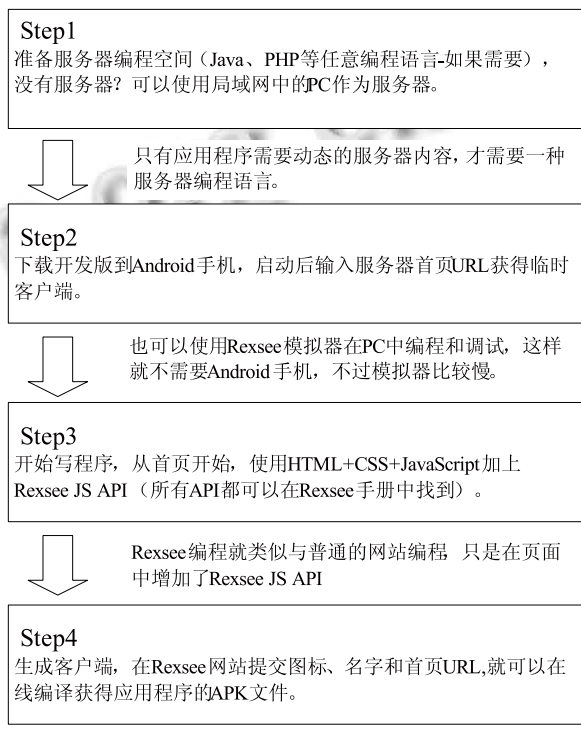 Step1
准备服务器编程空间（Java、PHP等任意编程语言-如果需要），
没有服务器？可以使用局域网中的PC作为服务器。
只有应用程序需要动态的服务器内容，才需要一种
服务器编程语言。
Step2
下载开发版到Android手机，启动后输入服务器首页URL获得临时
客户端。
也可以使用Rexsee模拟器在PC中编程和调试，这样
就不需要Android手机，不过模拟器比较慢。
Step3
开始写程序，从首页开始，使用HTML+CSS+JavaScript加上
Rexsee JS API（所有API都可以在Rexsee手册中找到）。
Rexsee编程就类似与普通的网站编程，只是在页面
中增加了Rexsee JS API
Step4
生成客户端，在Rexsee网站提交图标、名字和首页URL,就可以在
线编译获得应用程序的APK文件。